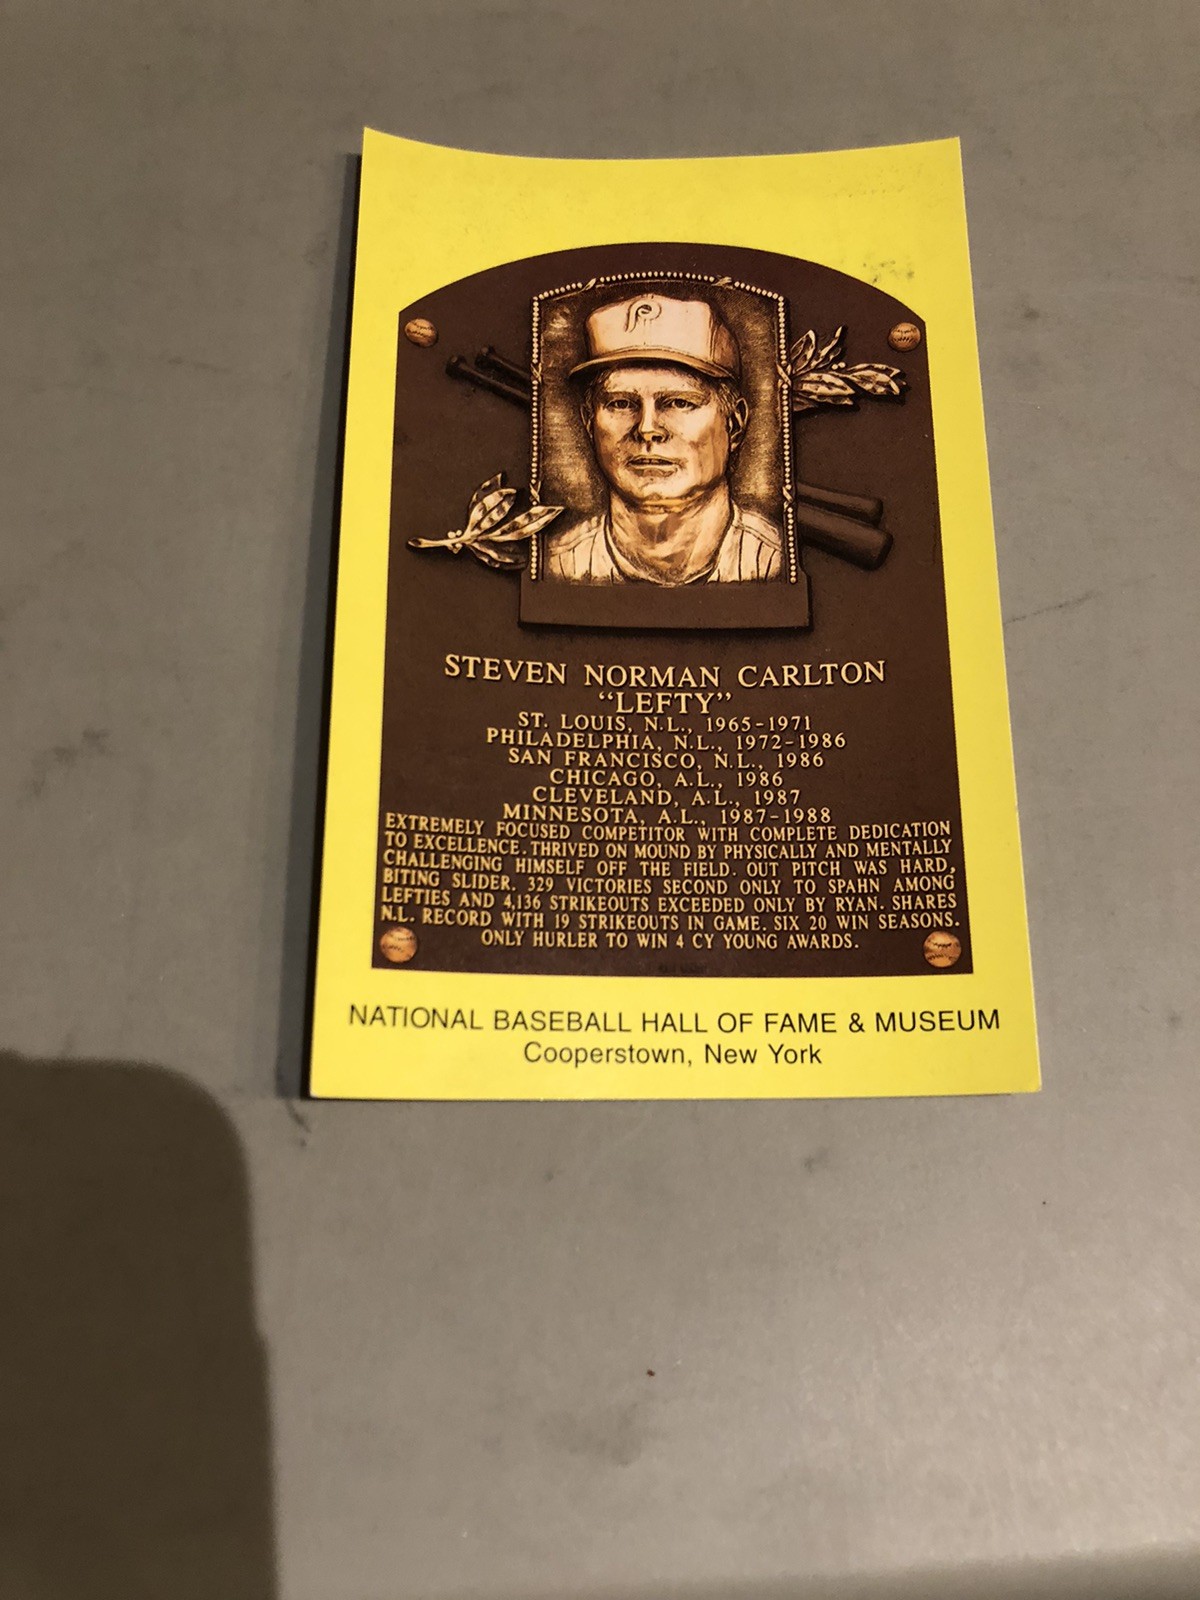 P
STEVEN NORMAN CARLTON
"LEFTY"
ST. LOUIS, N.L., 1965-1971
PHILADELPHIA, N.L., 1972-1986
SAN FRANCISCO, N.L., 1986
CHICAGO, A.L., 1986
CLEVELAND, A.L., 1987
MINNESOTA, A.L., 1987-1988
EXTREMELY FOCUSED COMPETITOR WITH COMPLETE DEDICATION
TO EXCELLENCE. THRIVED ON MOUND BY PHYSICALLY AND MENTALLY
CHALLENGING HIMSELF OFF THE FIELD. OUT PITCH WAS HARD,
BITING SLIDER. 329 VICTORIES SECOND ONLY TO SPAHN AMONG
LEFTIES AND 4,136 STRIKEOUTS EXCEEDED ONLY BY RYAN. SHARES
N.L. RECORD WITH 19 STRIKEOUTS IN GAME. SIX 20 WIN SEASONS.
ONLY HURLER TO WIN 4 CY YOUNG AWARDS.
NATIONAL BASEBALL HALL OF FAME & MUSEUM
Cooperstown, New York